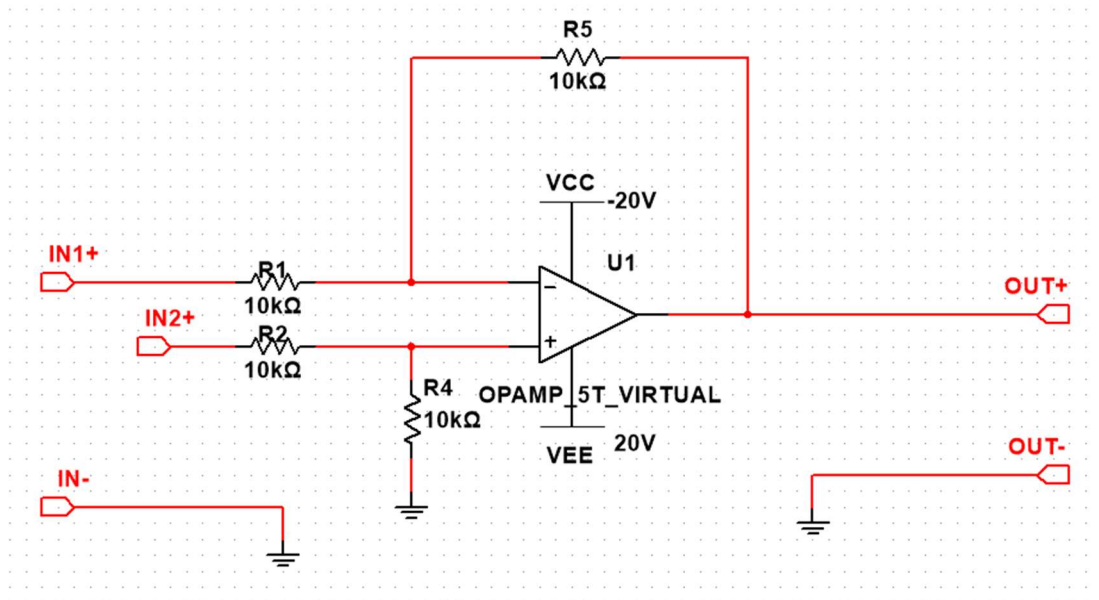 R5
10kΩ
VCC
-20V
IN1+
R1
10kΩ
U1
OUT+
IN2+
R2
10kΩ
R4
10kΩ
OPAMP_5T_VIRTUAL
VEE
20V
OUT-
IN-